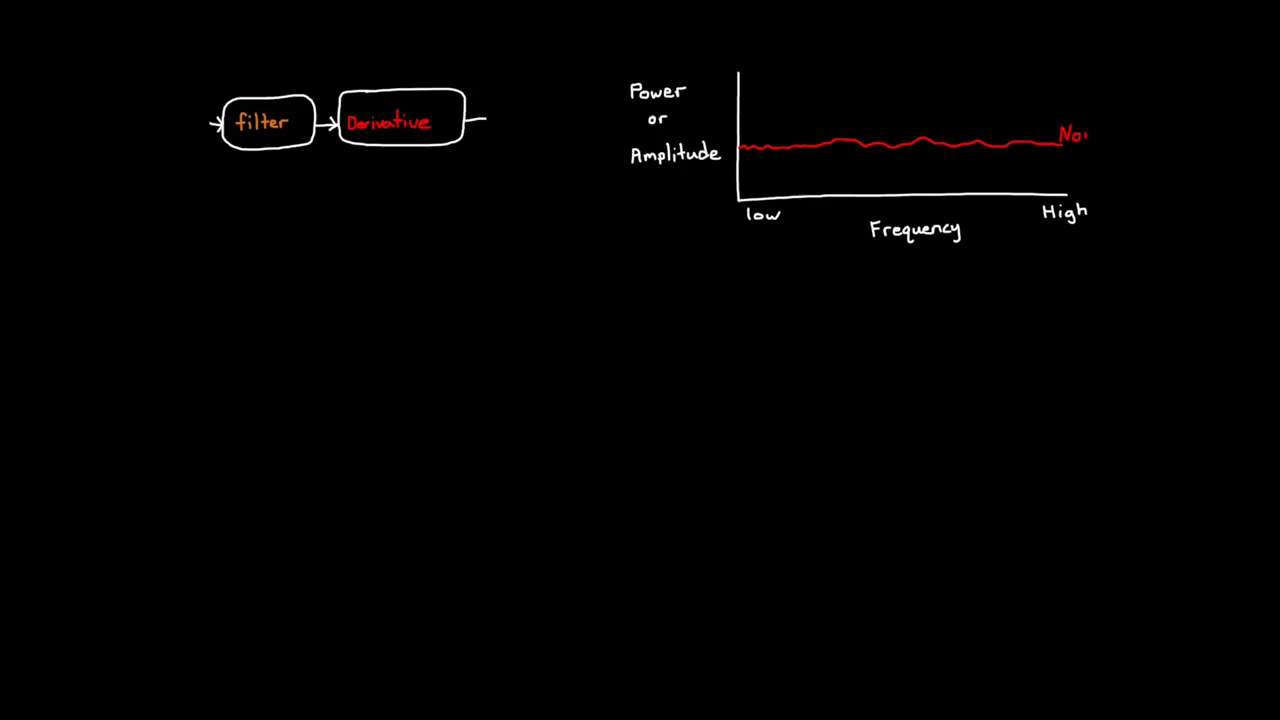 filter
Derivative
Power
or
Amplitude
low
High
Frequency